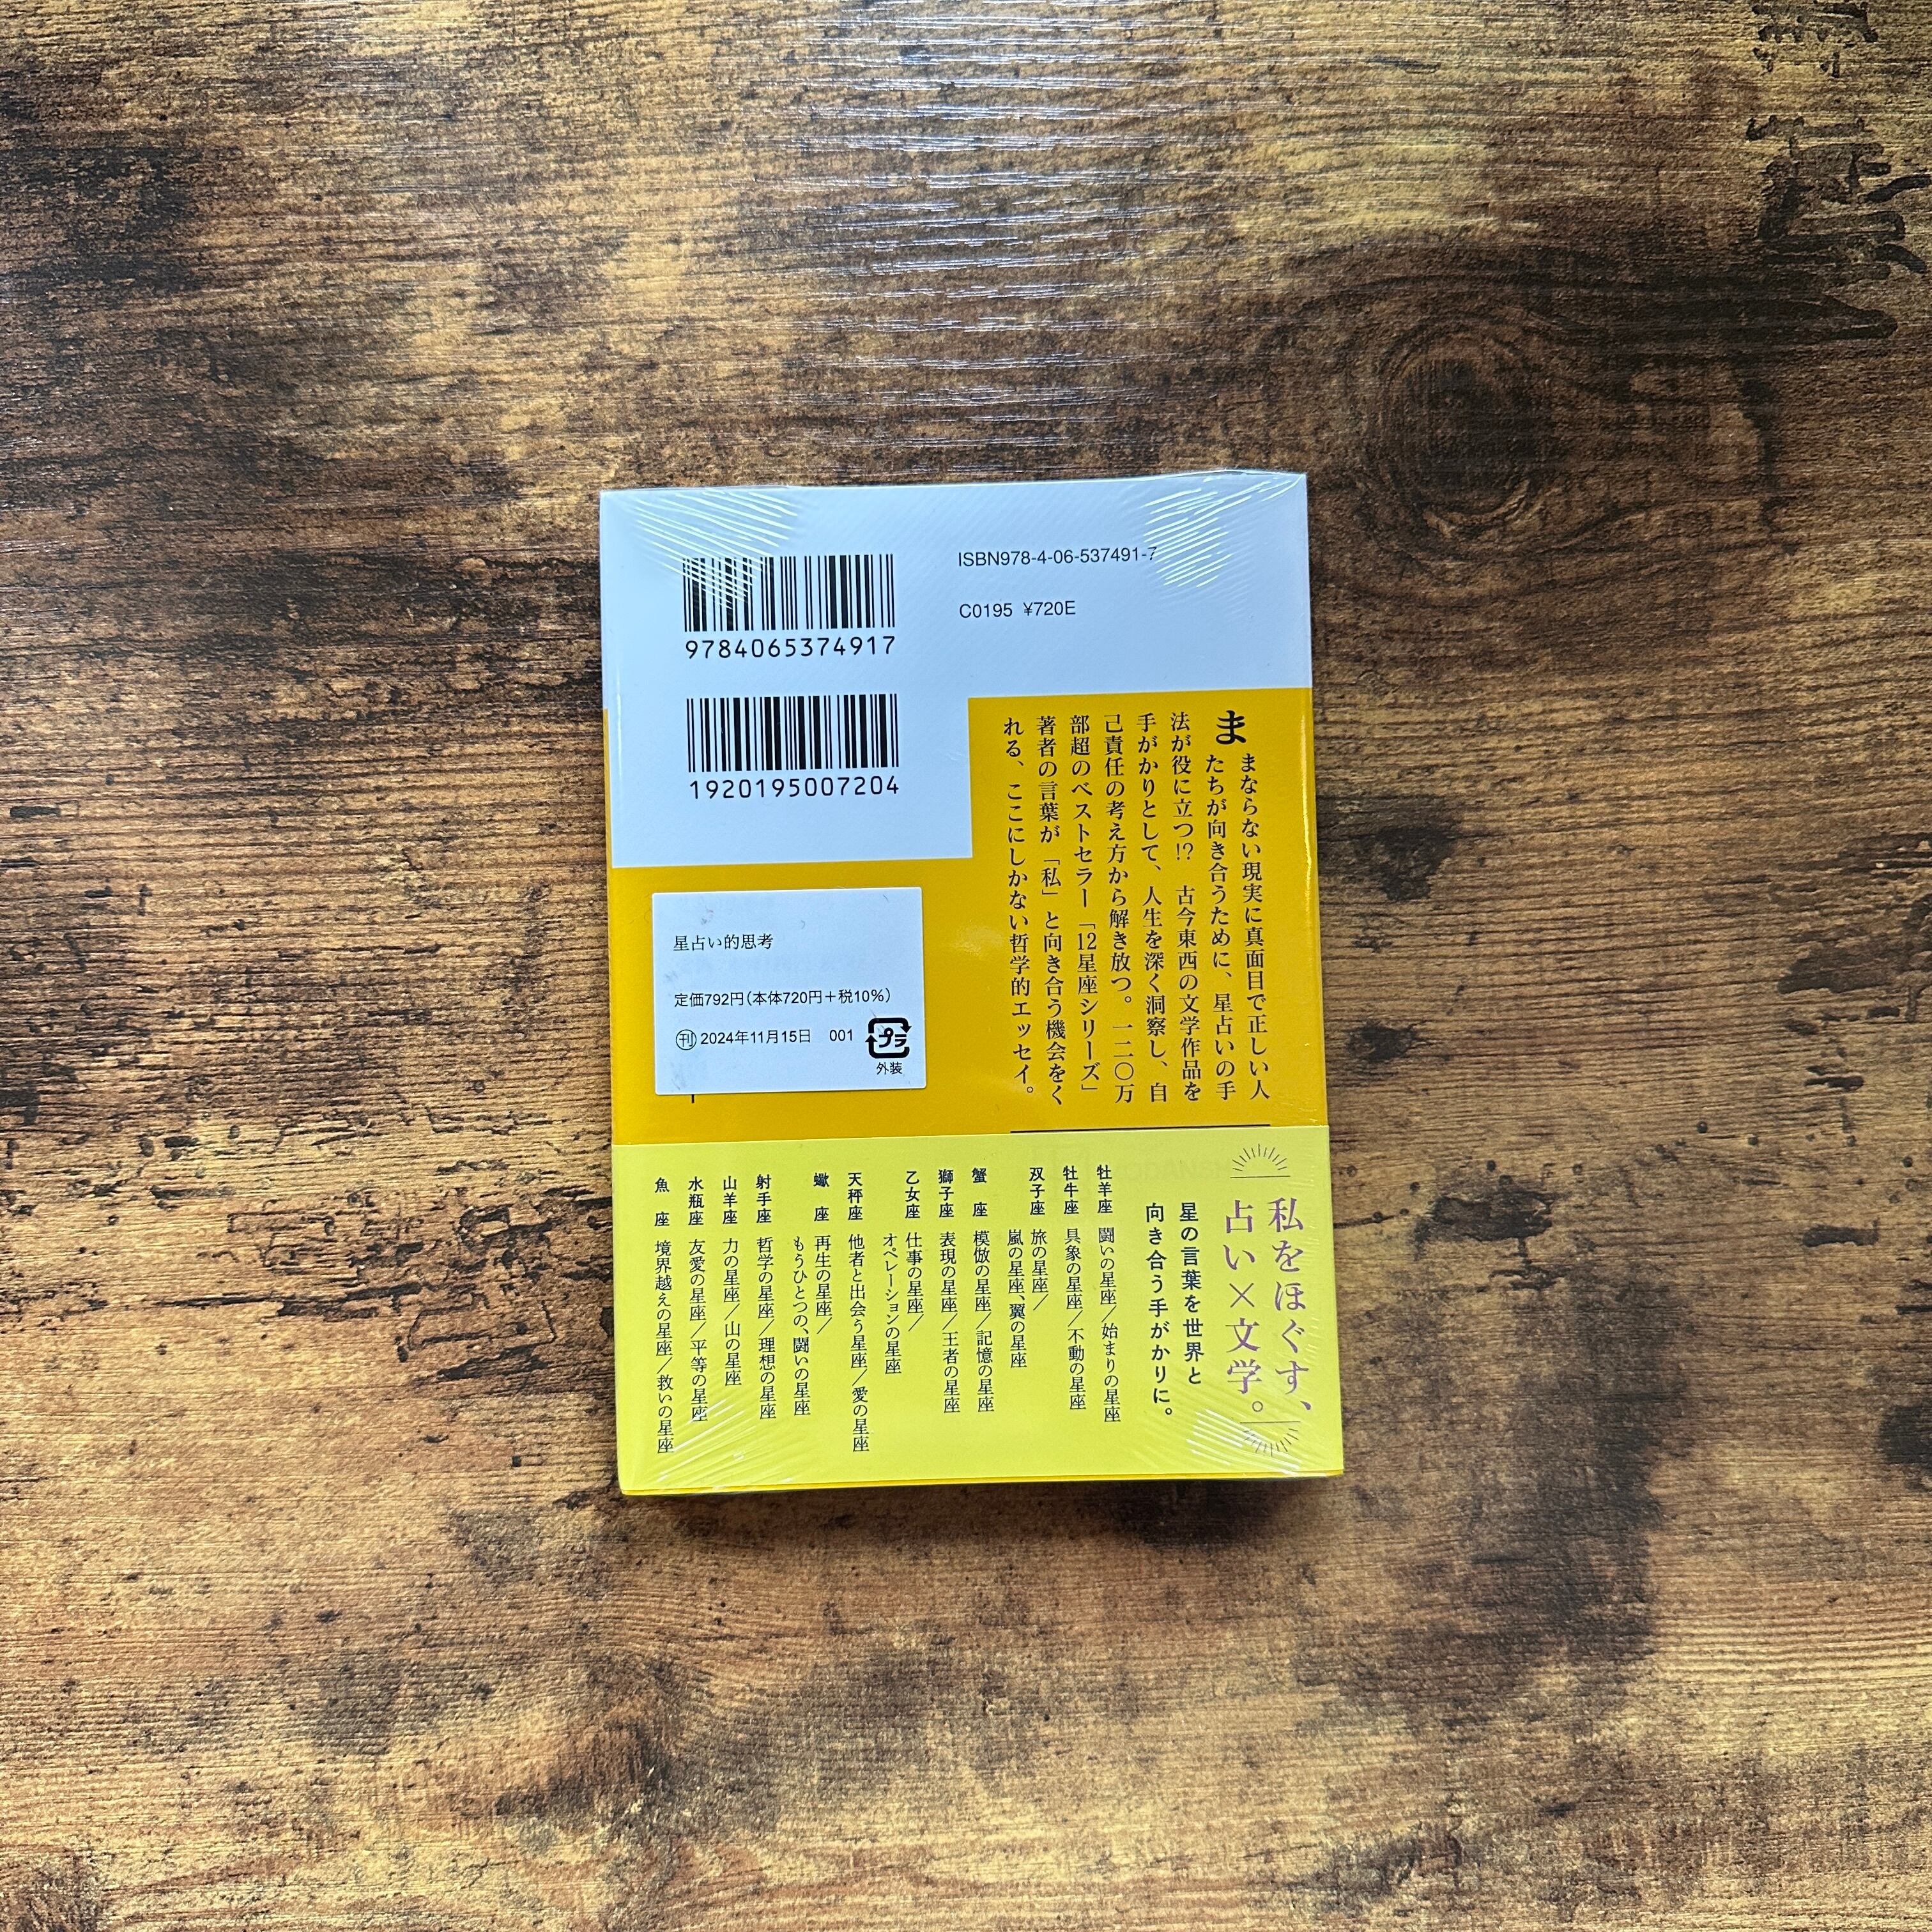 9784065374917
1920195007204
ISBN978-4-06-537491-7
C0195 ¥720E
ままならない現実に真面目で正しい人
たちが向き合うために、星占いの手
法が役に立つ!? 古今東西の文学作品を
手がかりとして、人生を深く洞察し、自
己責任の考え方から解き放つ。一二〇万
部超のベストセラー「12星座シリーズ」
著者の言葉が「私」と向き合う機会をく
れる、ここにしかない哲学的エッセイ。
星占い的思考
定価792円(本体720円+税10%)
刊 2024年11月15日 001
プラ
外装
私をほぐす、
占い×文学。
星の言葉を世界と
向き合う手がかりに。
牡羊座 闘いの星座/始まりの星座
牡牛座 具象の星座/不動の星座
双子座 旅の星座/
嵐の星座、翼の星座
蟹座 模倣の星座/記憶の星座
獅子座 表現の星座/王者の星座
乙女座 仕事の星座/
オペレーションの星座
天秤座 他者と出会う星座/愛の星座
蠍座 再生の星座/
もうひとつの、闘いの星座
射手座 哲学の星座/理想の星座
山羊座 力の星座/山の星座
水瓶座 友愛の星座/平等の星座
魚座 境界越えの星座/救いの星座